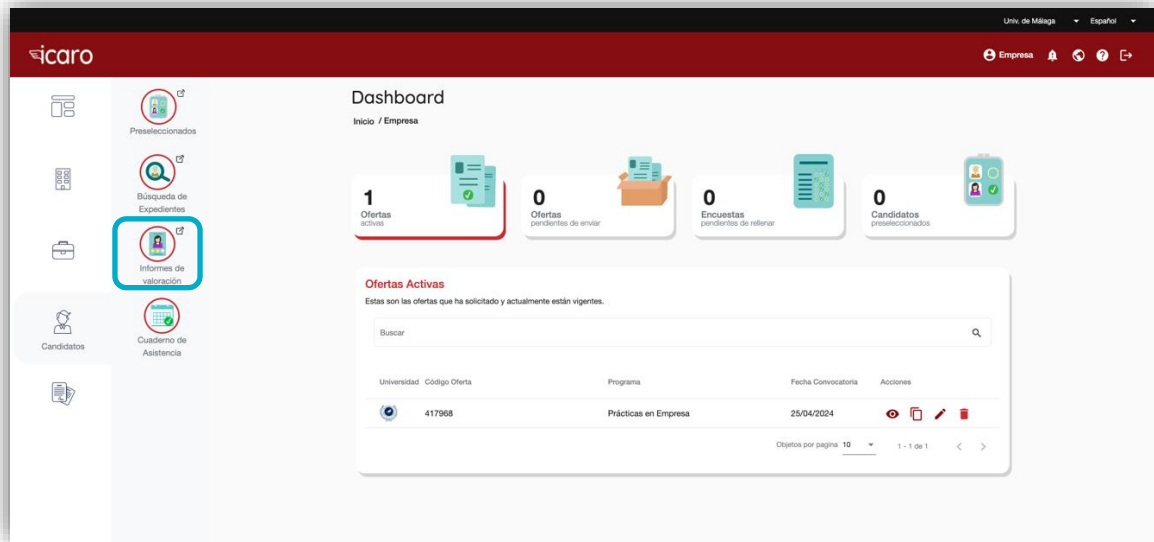 Univ. de Málaga Español
icaro
Empresa
Preseleccionados
Búsqueda de
Expedientes
Informes de
valoración
Candidatos
Cuaderno de
Asistencia
Dashboard
Inicio / Empresa
1
Ofertas
activas
0
Ofertas
pendientes de enviar
0
Encuestas
pendientes de rellenar
0
Candidatos
preseleccionados
Ofertas Activas
Estas son las ofertas que ha solicitado y actualmente están vigentes.
Buscar
Universidad Código Oferta Programa Fecha Convocatoria Acciones
417968 Prácticas en Empresa 25/04/2024
Objetos por pagina 10 1 - 1 de 1